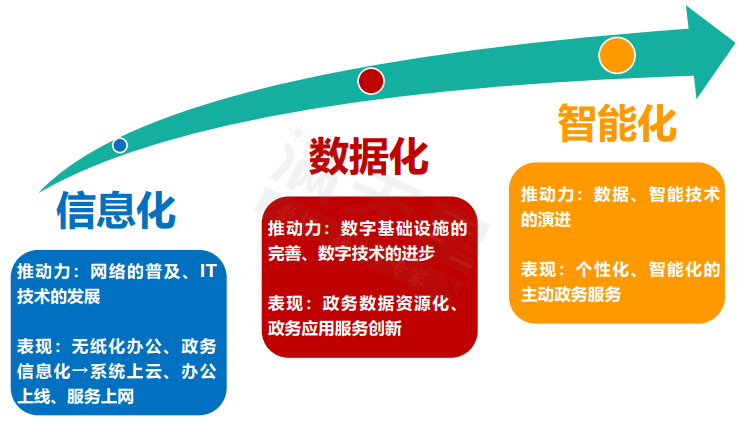 信息化
推动力：网络的普及、IT
技术的发展
表现：无纸化办公、政务
信息化→系统上云、办公
上线、服务上网
数据化
推动力：数字基础设施的
完善、数字技术的进步
表现：政务数据资源化、
政务应用服务创新
智能化
推动力：数据、智能技术
的演进
表现：个性化、智能化的
主动政务服务